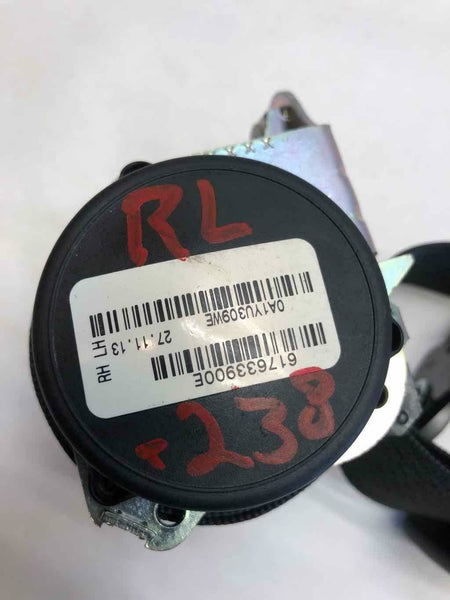 RL
617633900E
0A1YU309WE
RH LH 27.11.13
-238